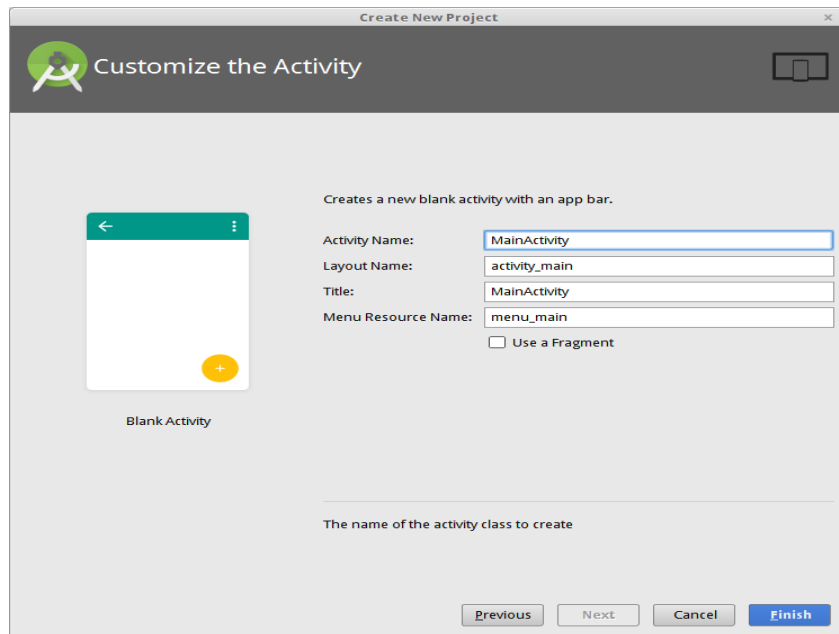 Create New Project
Customize the Activity
Creates a new blank activity with an app bar.
Activity Name: MainActivity
Layout Name: activity_main
Title: MainActivity
Menu Resource Name: menu_main
Use a Fragment
Blank Activity
The name of the activity class to create
Previous Next Cancel Finish